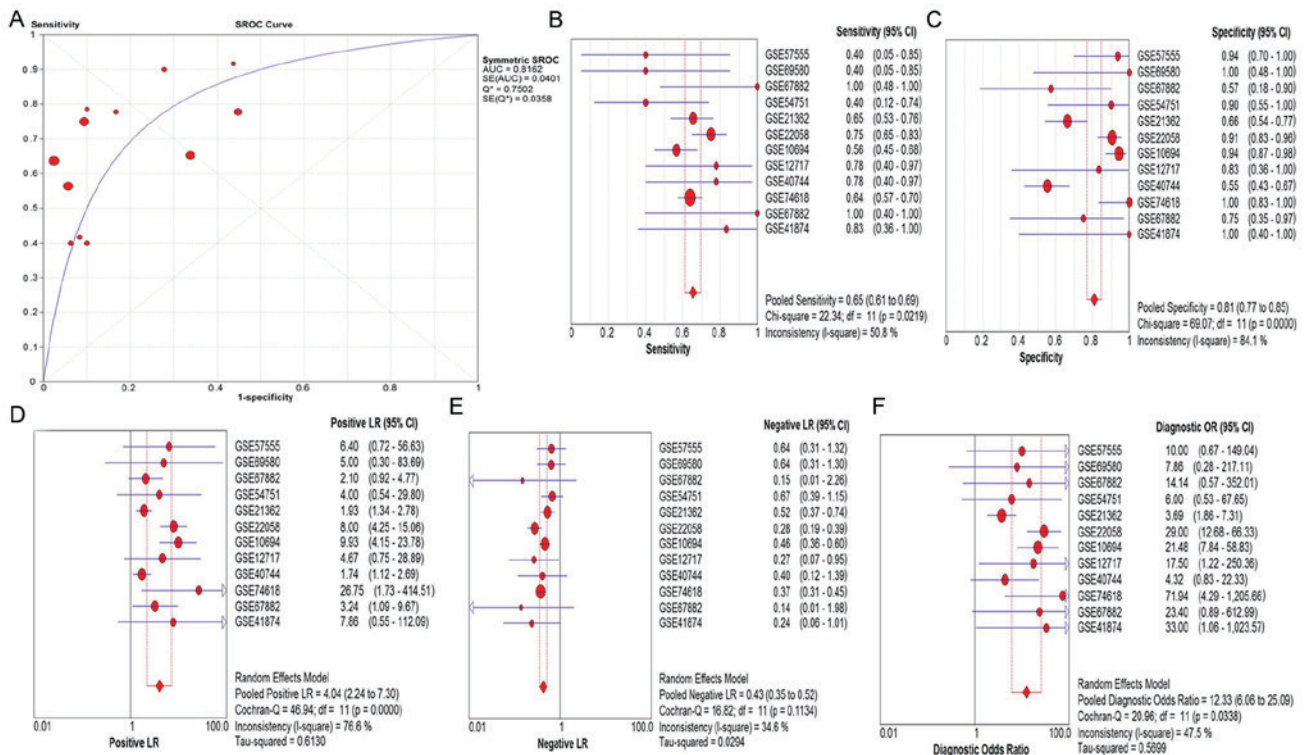 A
Sensitivity SROC Curve
1
0.9
0.8
0.7
0.6
0.5
0.4
0.3
0.2
0.1
0
0 0.2 0.4 0.6 0.8 1
1-specificity
Symmetric SROC
AUC = 0.8162
SE(AUC) = 0.0401
Q* = 0.7502
SE(Q*) = 0.0358
B
Sensitivity (95% CI)
GSE57555 0.40 (0.05 - 0.85)
GSE69580 0.40 (0.05 - 0.85)
GSE67882 1.00 (0.48 - 1.00)
GSE54751 0.40 (0.12 - 0.74)
GSE21362 0.65 (0.53 - 0.76)
GSE22058 0.75 (0.65 - 0.83)
GSE10694 0.56 (0.45 - 0.68)
GSE12717 0.78 (0.40 - 0.97)
GSE40744 0.78 (0.40 - 0.97)
GSE74618 0.64 (0.57 - 0.70)
GSE67882 1.00 (0.40 - 1.00)
GSE41874 0.83 (0.36 - 1.00)
Pooled Sensitivity = 0.65 (0.61 to 0.69)
Chi-square = 22.34; df = 11 (p = 0.0219)
Inconsistency (I-square) = 50.8 %
0 0.2 0.4 0.6 0.8 1
Sensitivity
C
Specificity (95% CI)
GSE57555 0.94 (0.70 - 1.00)
GSE69580 1.00 (0.48 - 1.00)
GSE67882 0.57 (0.18 - 0.90)
GSE54751 0.90 (0.55 - 1.00)
GSE21362 0.66 (0.54 - 0.77)
GSE22058 0.91 (0.83 - 0.96)
GSE10694 0.94 (0.87 - 0.98)
GSE12717 0.83 (0.36 - 1.00)
GSE40744 0.55 (0.43 - 0.67)
GSE74618 1.00 (0.83 - 1.00)
GSE67882 0.75 (0.35 - 0.97)
GSE41874 1.00 (0.40 - 1.00)
Pooled Specificity = 0.81 (0.77 to 0.85)
Chi-square = 69.07; df = 11 (p = 0.0000)
Inconsistency (I-square) = 84.1 %
0 0.2 0.4 0.6 0.8 1
Specificity
D
Positive LR (95% CI)
GSE57555 6.40 (0.72 - 56.63)
GSE69580 5.00 (0.30 - 83.69)
GSE67882 2.10 (0.92 - 4.77)
GSE54751 4.00 (0.54 - 29.80)
GSE21362 1.93 (1.34 - 2.78)
GSE22058 8.00 (4.25 - 15.06)
GSE10694 9.93 (4.15 - 23.78)
GSE12717 4.67 (0.75 - 28.89)
GSE40744 1.74 (1.12 - 2.69)
GSE74618 26.75 (1.73 - 414.51)
GSE67882 3.24 (1.09 - 9.67)
GSE41874 7.86 (0.55 - 112.09)
Random Effects Model
Pooled Positive LR = 4.04 (2.24 to 7.30)
Cochran-Q = 46.94; df = 11 (p = 0.0000)
Inconsistency (I-square) = 76.6 %
Tau-squared = 0.6130
0.01 1 100.0
Positive LR
E
Negative LR (95% CI)
GSE57555 0.64 (0.31 - 1.32)
GSE69580 0.64 (0.31 - 1.30)
GSE67882 0.15 (0.01 - 2.26)
GSE54751 0.67 (0.39 - 1.15)
GSE21362 0.52 (0.37 - 0.74)
GSE22058 0.28 (0.19 - 0.39)
GSE10694 0.46 (0.36 - 0.60)
GSE12717 0.27 (0.07 - 0.95)
GSE40744 0.40 (0.12 - 1.39)
GSE74618 0.37 (0.31 - 0.45)
GSE67882 0.14 (0.01 - 1.98)
GSE41874 0.24 (0.06 - 1.01)
Random Effects Model
Pooled Negative LR = 0.43 (0.35 to 0.52)
Cochran-Q = 16.82; df = 11 (p = 0.1134)
Inconsistency (I-square) = 34.6 %
Tau-squared = 0.0294
0.01 1 100.0
Negative LR
F
Diagnostic OR (95% CI)
GSE57555 10.00 (0.67 - 149.04)
GSE69580 7.86 (0.28 - 217.11)
GSE67882 14.14 (0.57 - 352.01)
GSE54751 6.00 (0.53 - 67.65)
GSE21362 3.69 (1.86 - 7.31)
GSE22058 29.00 (12.68 - 66.33)
GSE10694 21.48 (7.84 - 58.83)
GSE12717 17.50 (1.22 - 250.36)
GSE40744 4.32 (0.83 - 22.33)
GSE74618 71.94 (4.29 - 1,205.66)
GSE67882 23.40 (0.89 - 612.99)
GSE41874 33.00 (1.06 - 1,023.57)
Random Effects Model
Pooled Diagnostic Odds Ratio = 12.33 (6.06 to 25.09)
Cochran-Q = 20.96; df = 11 (p = 0.0338)
Inconsistency (I-square) = 47.5 %
Tau-squared = 0.5699
0.01 1 100.0
Diagnostic Odds Ratio